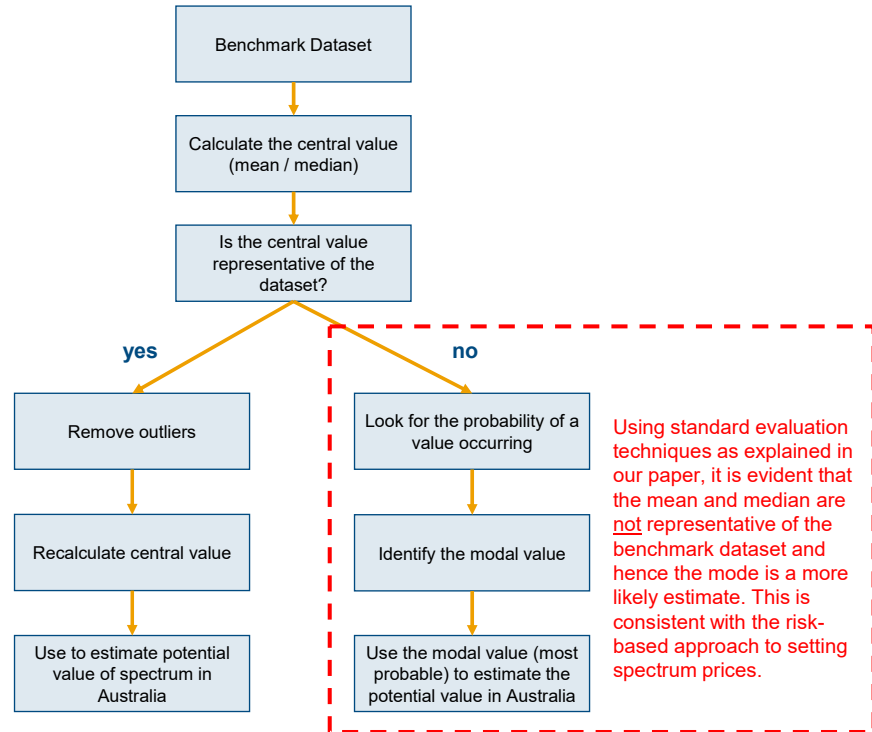 Benchmark Dataset
Calculate the central value
(mean / median)
Is the central value
representative of the
dataset?
yes
no
Remove outliers
Recalculate central value
Use to estimate potential
value of spectrum in
Australia
Look for the probability of a
value occurring
Identify the modal value
Use the modal value (most
probable) to estimate the
potential value in Australia
Using standard evaluation
techniques as explained in
our paper, it is evident that
the mean and median are
not representative of the
benchmark dataset and
hence the mode is a more
likely estimate. This is
consistent with the risk-
based approach to setting
spectrum prices.